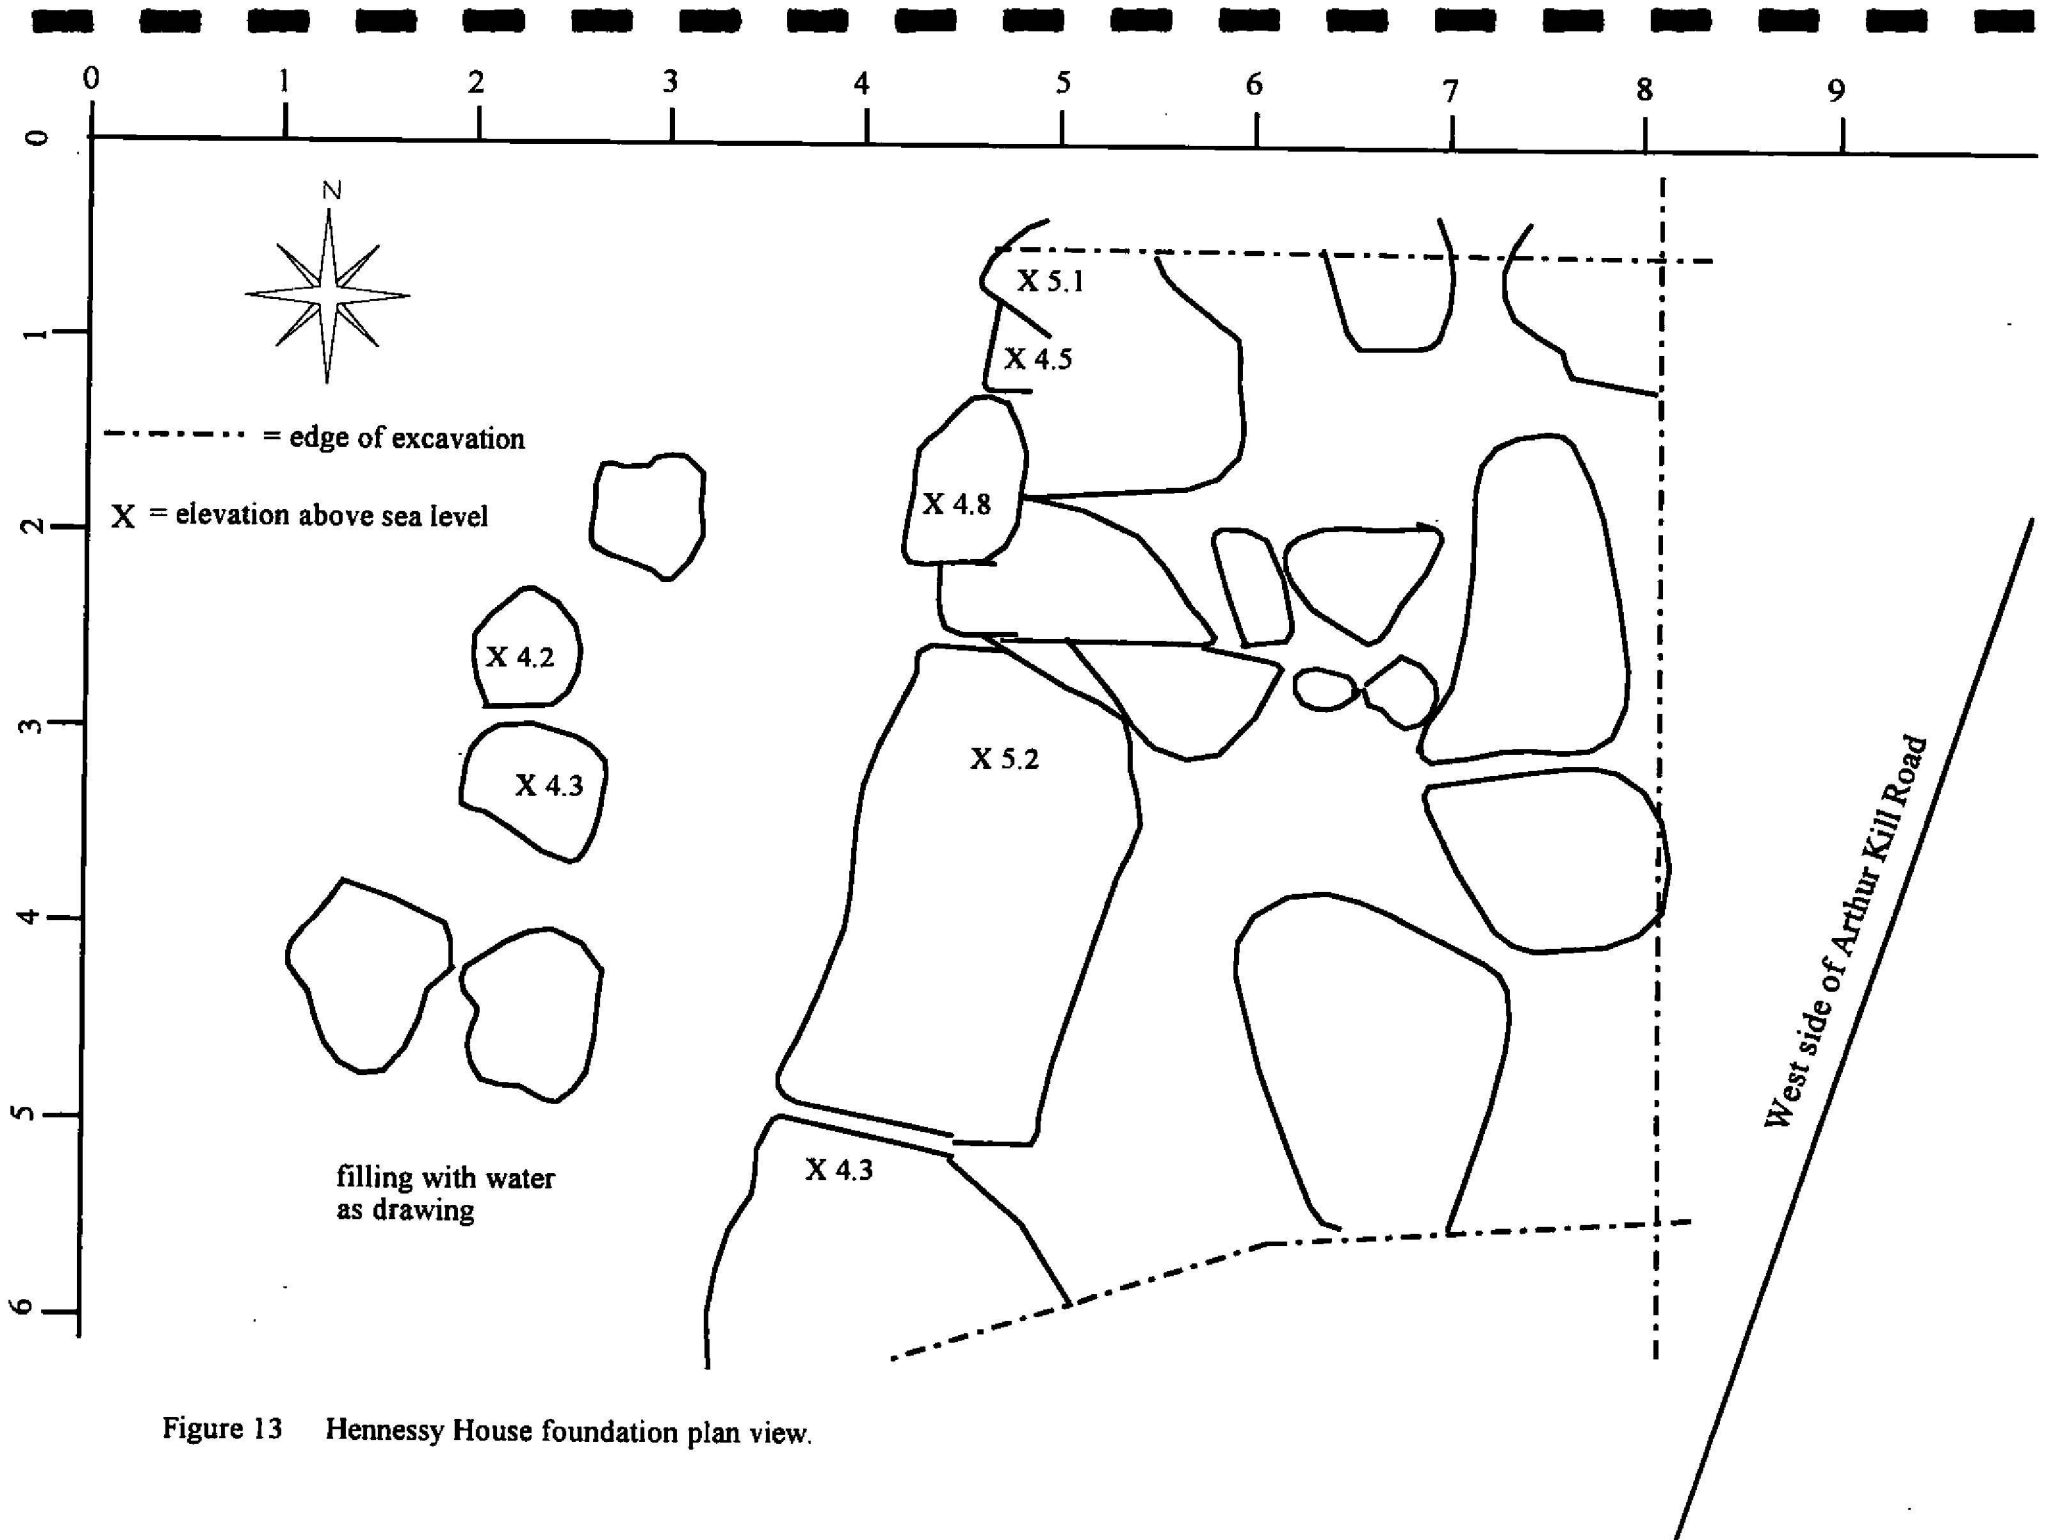 0 1 2 3 4 5 6 7 8 9
0
N
X 5.1
1
X 4.5
= edge of excavation
X 4.8
X = elevation above sea level
2
X 4.2
3
X 5.2
X 4.3
West side of Arthur Kill Road
4
5
X 4.3
filling with water
as drawing
6
Figure 13 Hennessy House foundation plan view.